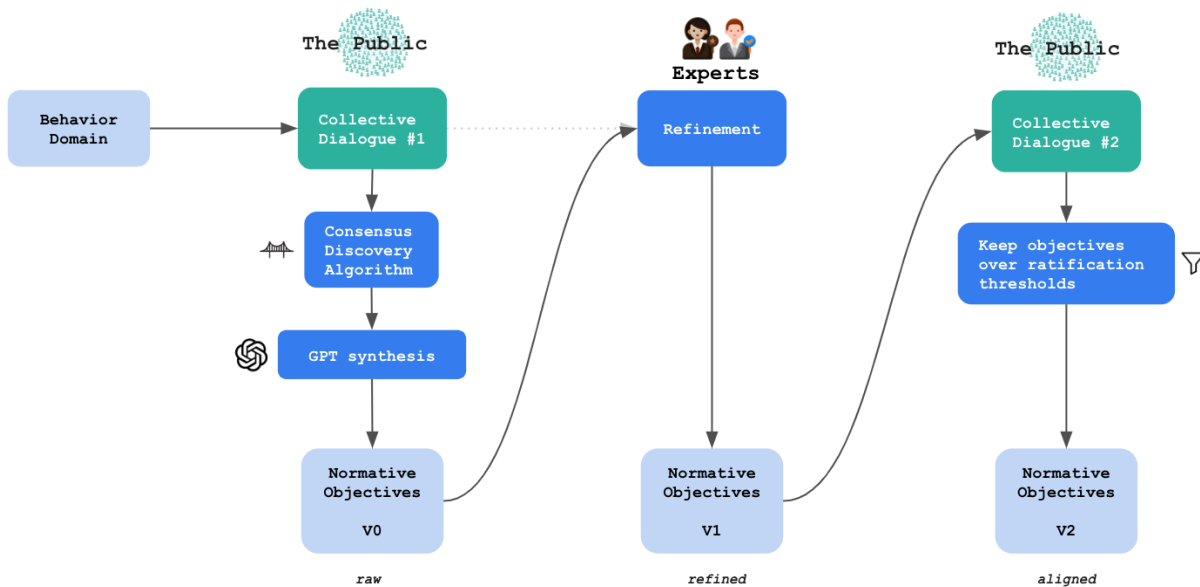 The Public
Experts
The Public
Behavior
Domain
Collective
Dialogue #1
Refinement
Collective
Dialogue #2
Consensus
Discovery
Algorithm
Keep objectives
over ratification
thresholds
GPT synthesis
Normative
Objectives
V0
Normative
Objectives
V1
Normative
Objectives
V2
raw
refined
aligned